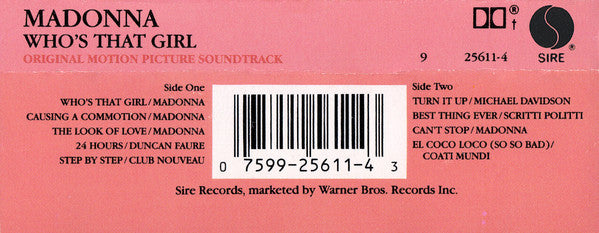 MADONNA
WHO'S THAT GIRL
ORIGINAL MOTION PICTURE SOUNDTRACK
®
†
9 25611-4
SIRE®
Side One
WHO'S THAT GIRL/MADONNA
CAUSING A COMMOTION/MADONNA
THE LOOK OF LOVE/MADONNA
24 HOURS/DUNCAN FAURE
STEP BY STEP/CLUB NOUVEAU
0 7599-25611-4 3
Side Two
TURN IT UP/MICHAEL DAVIDSON
BEST THING EVER/SCRITTI POLITTI
CAN'T STOP/MADONNA
EL COCO LOCO (SO SO BAD)/
COATI MUNDI
Sire Records, marketed by Warner Bros. Records Inc.